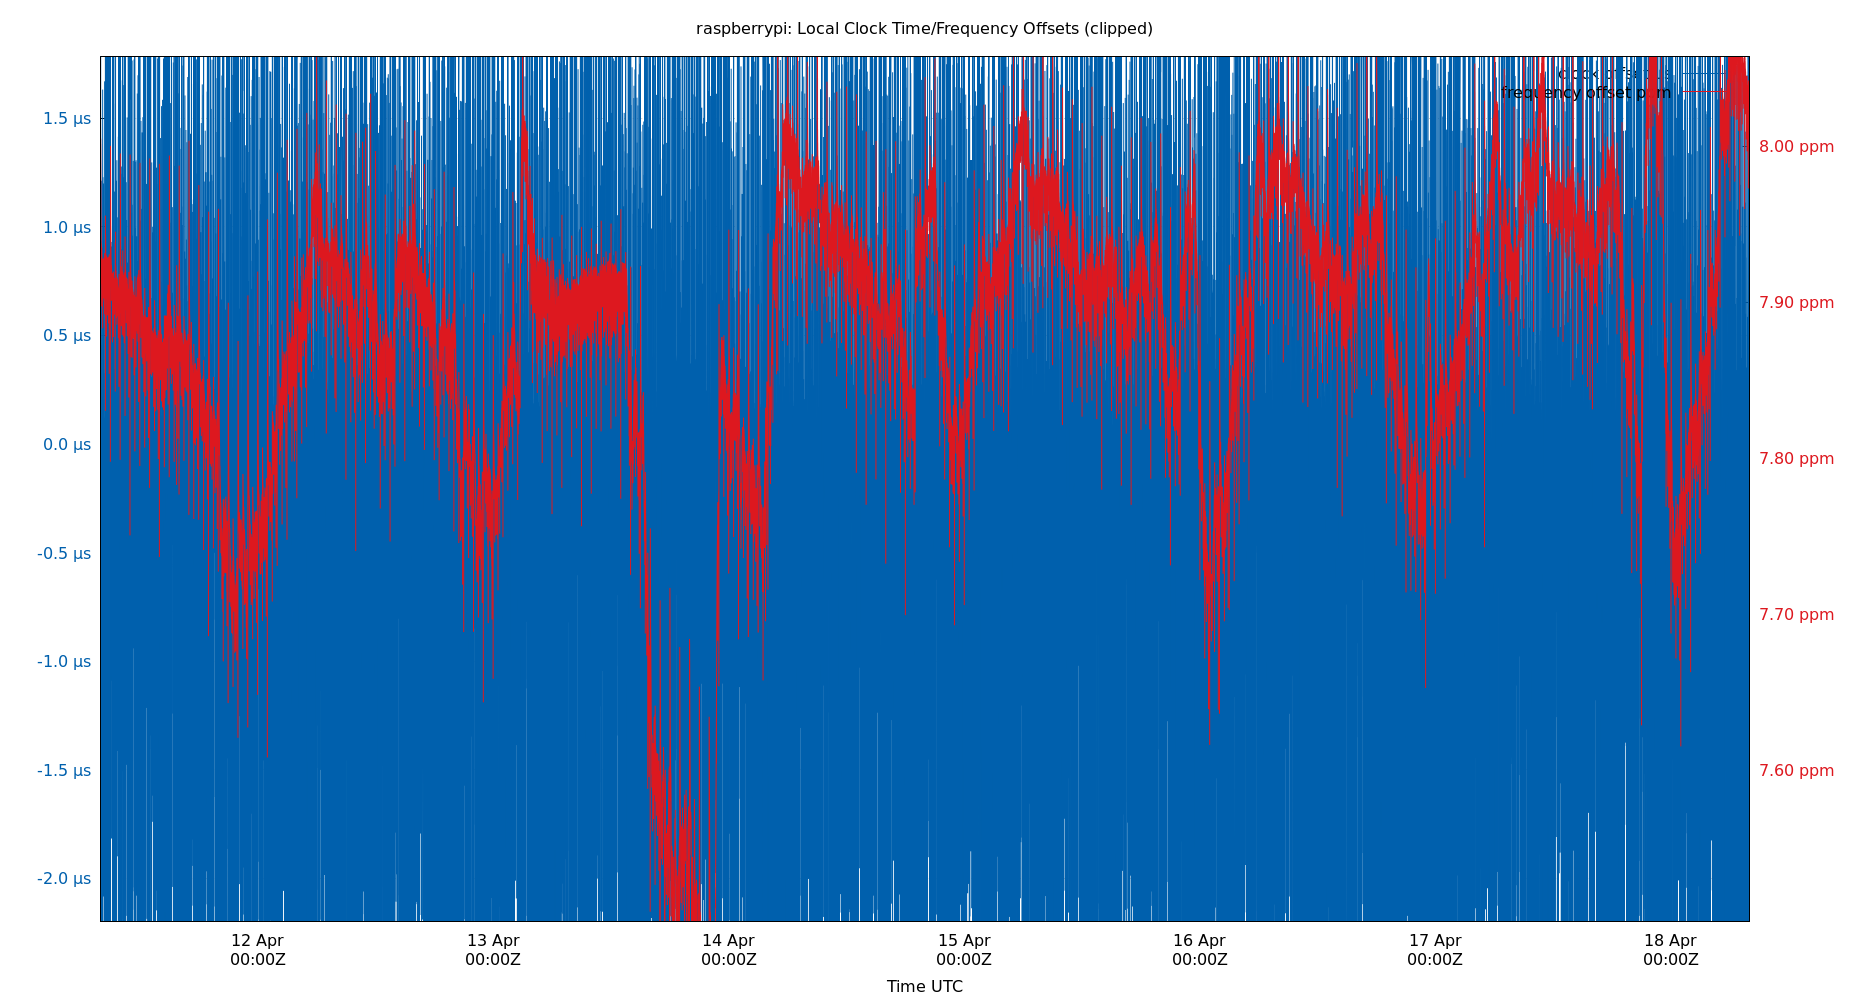 raspberrypi: Local Clock Time/Frequency Offsets (clipped)
clock offset µs
frequency offset ppm
1.5 µs
1.0 µs
0.5 µs
0.0 µs
-0.5 µs
-1.0 µs
-1.5 µs
-2.0 µs
8.00 ppm
7.90 ppm
7.80 ppm
7.70 ppm
7.60 ppm
12 Apr
00:00Z
13 Apr
00:00Z
14 Apr
00:00Z
15 Apr
00:00Z
16 Apr
00:00Z
17 Apr
00:00Z
18 Apr
00:00Z
Time UTC